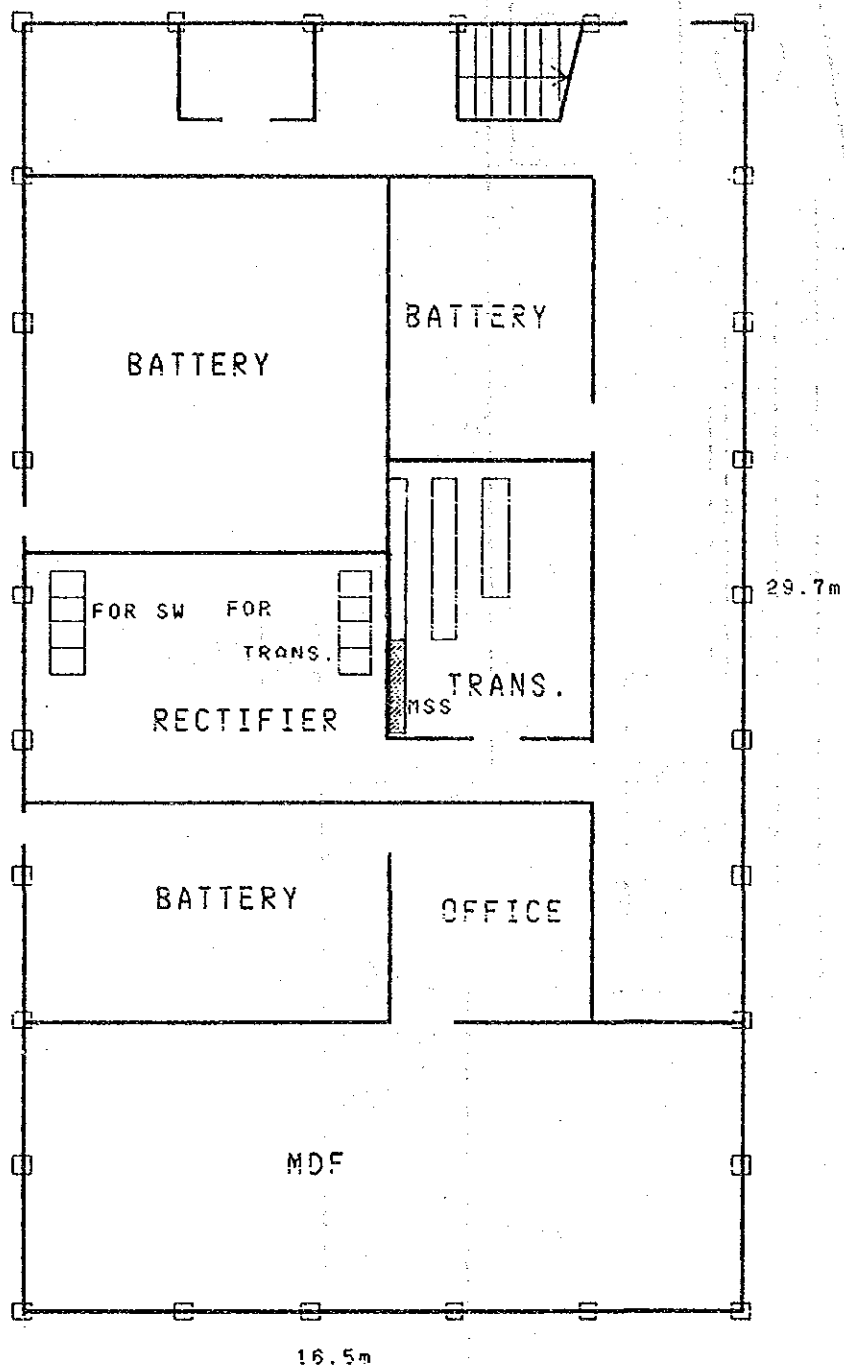 BATTERY
BATTERY
29.7m
FOR SW FOR
TRANS.
TRANS.
MSS
RECTIFIER
BATTERY
OFFICE
MDF
16.5m